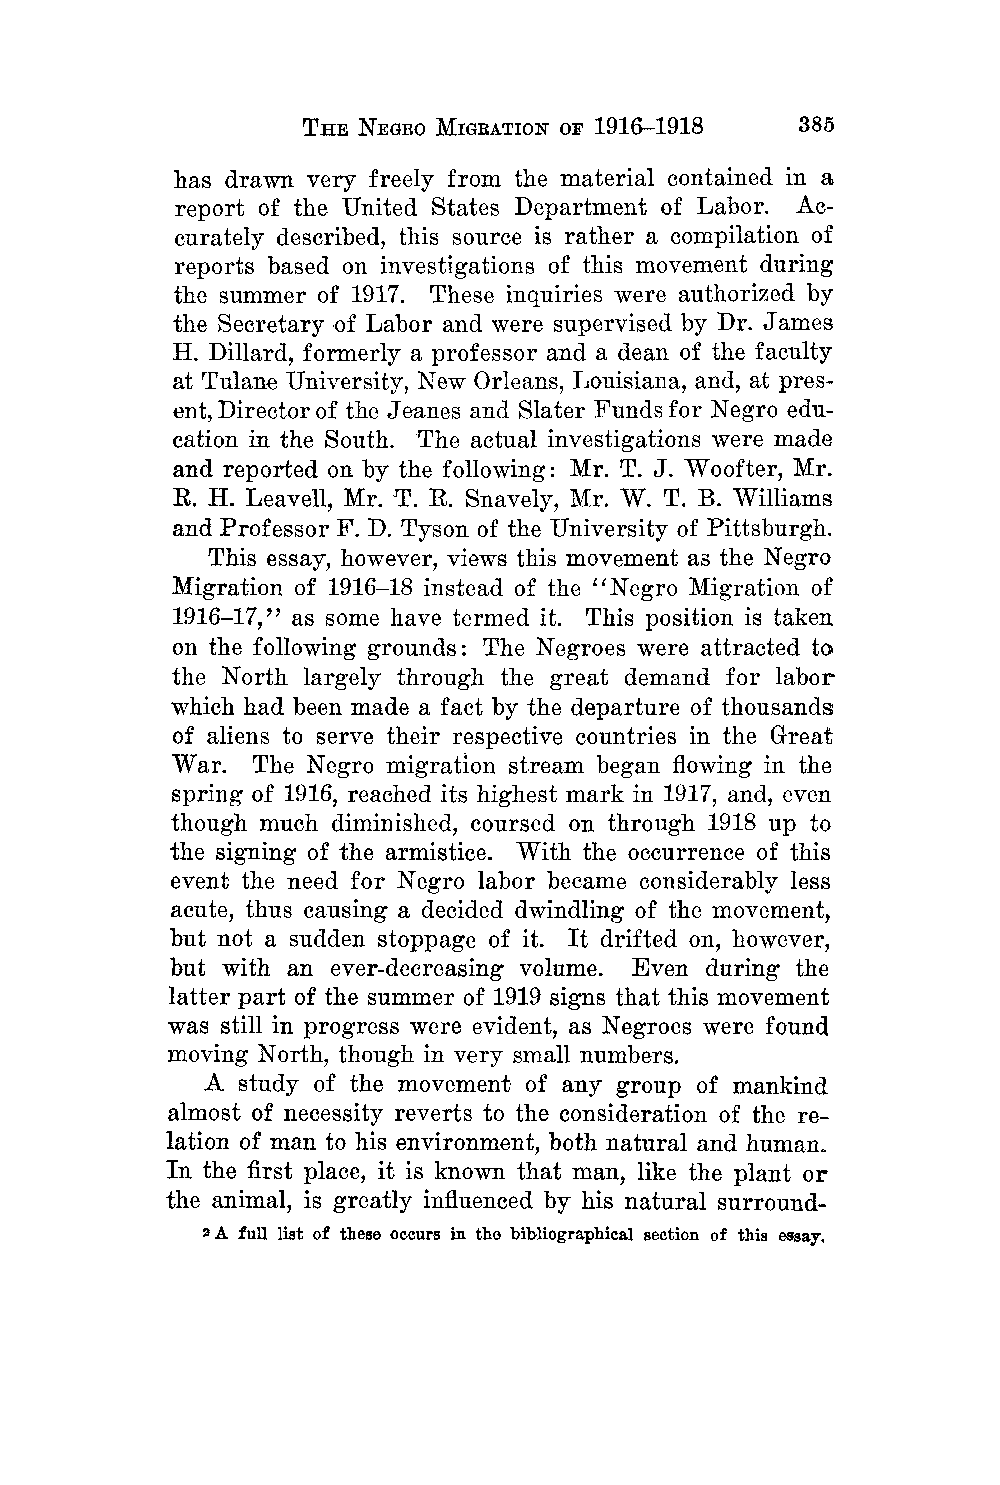 THE NEGRO MIGRATION OF 1916–1918 385
has drawn very freely from the material contained in a
report of the United States Department of Labor. Ac-
curately described, this source is rather a compilation of
reports based on investigations of this movement during
the summer of 1917. These inquiries were authorized by
the Secretary of Labor and were supervised by Dr. James
H. Dillard, formerly a professor and a dean of the faculty
at Tulane University, New Orleans, Louisiana, and, at pres-
ent, Director of the Jeanes and Slater Funds for Negro edu-
cation in the South. The actual investigations were made
and reported on by the following: Mr. T. J. Woofter, Mr.
R. H. Leavell, Mr. T. R. Snavely, Mr. W. T. B. Williams
and Professor F. D. Tyson of the University of Pittsburgh.
This essay, however, views this movement as the Negro
Migration of 1916–18 instead of the “Negro Migration of
1916–17,” as some have termed it. This position is taken
on the following grounds: The Negroes were attracted to
the North largely through the great demand for labor
which had been made a fact by the departure of thousands
of aliens to serve their respective countries in the Great
War. The Negro migration stream began flowing in the
spring of 1916, reached its highest mark in 1917, and, even
though much diminished, coursed on through 1918 up to
the signing of the armistice. With the occurrence of this
event the need for Negro labor became considerably less
acute, thus causing a decided dwindling of the movement,
but not a sudden stoppage of it. It drifted on, however,
but with an ever-decreasing volume. Even during the
latter part of the summer of 1919 signs that this movement
was still in progress were evident, as Negroes were found
moving North, though in very small numbers.
A study of the movement of any group of mankind
almost of necessity reverts to the consideration of the re-
lation of man to his environment, both natural and human.
In the first place, it is known that man, like the plant or
the animal, is greatly influenced by his natural surround-
² A full list of these occurs in the bibliographical section of this essay.